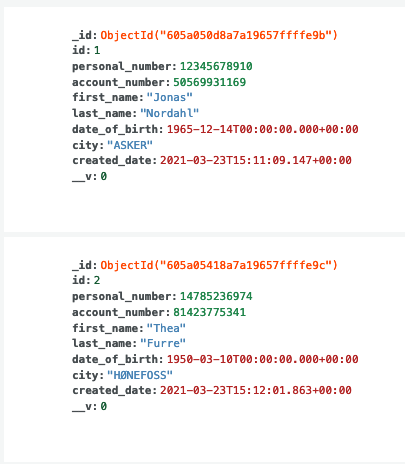 _id: ObjectId("605a050d8a7a19657ffffe9b")
id: 1
personal_number: 12345678910
account_number: 50569931169
first_name: "Jonas"
last_name: "Nordahl"
date_of_birth: 1965-12-14T00:00:00.000+00:00
city: "ASKER"
created_date: 2021-03-23T15:11:09.147+00:00
__v: 0
_id: ObjectId("605a05418a7a19657ffffe9c")
id: 2
personal_number: 14785236974
account_number: 81423775341
first_name: "Thea"
last_name: "Furre"
date_of_birth: 1950-03-10T00:00:00.000+00:00
city: "HØNEFOSS"
created_date: 2021-03-23T15:12:01.863+00:00
__v: 0